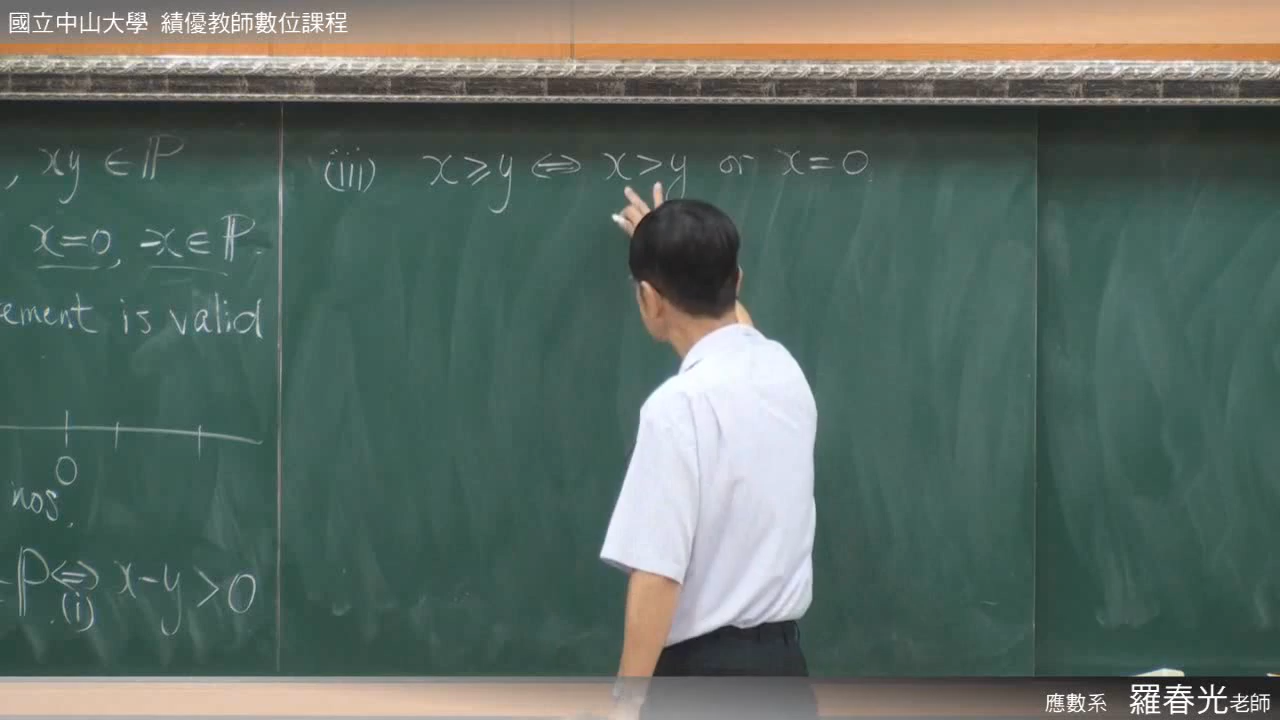 國立中山大學 績優教師數位課程
, xy ∈ ℙ
x=0, -x ∈ ℙ.
ement is valid
0
nos.
ℙ ⇔ x-y >0
(i)
(iii) x ⩾ y ⇔ x > y or x = 0.
應數系 羅春光老師